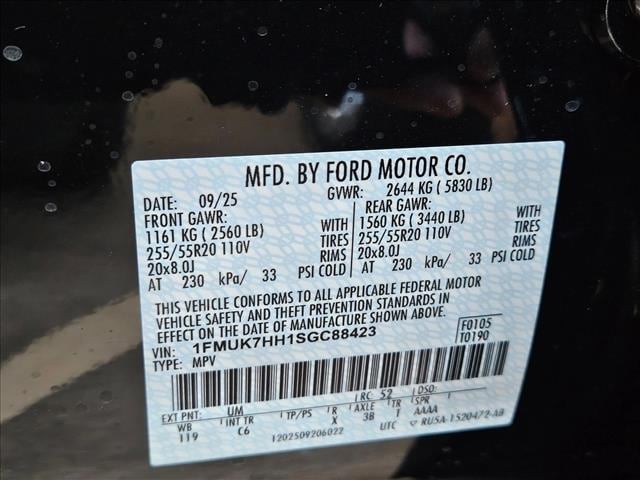 MFD. BY FORD MOTOR CO.
DATE: 09/25 GVWR: 2644 KG ( 5830 LB)
FRONT GAWR: REAR GAWR:
1161 KG ( 2560 LB) WITH 1560 KG ( 3440 LB) WITH
255/55R20 110V TIRES 255/55R20 110V TIRES
20x8.0J RIMS 20x8.0J RIMS
AT 230 kPa/ 33 PSI COLD AT 230 kPa/ 33 PSI COLD
THIS VEHICLE CONFORMS TO ALL APPLICABLE FEDERAL MOTOR
VEHICLE SAFETY AND THEFT PREVENTION STANDARDS IN
EFFECT ON THE DATE OF MANUFACTURE SHOWN ABOVE.
VIN: 1FMUK7HH1SGC88423 F0105
TYPE: MPV T0190
EXT PNT: UM RC: 52 DSO:
WB INT TR TP/PS R AXLE TR
119 C6 3B T AAAA
1202509206022 UTC ▽ RU5A-1520472-AB